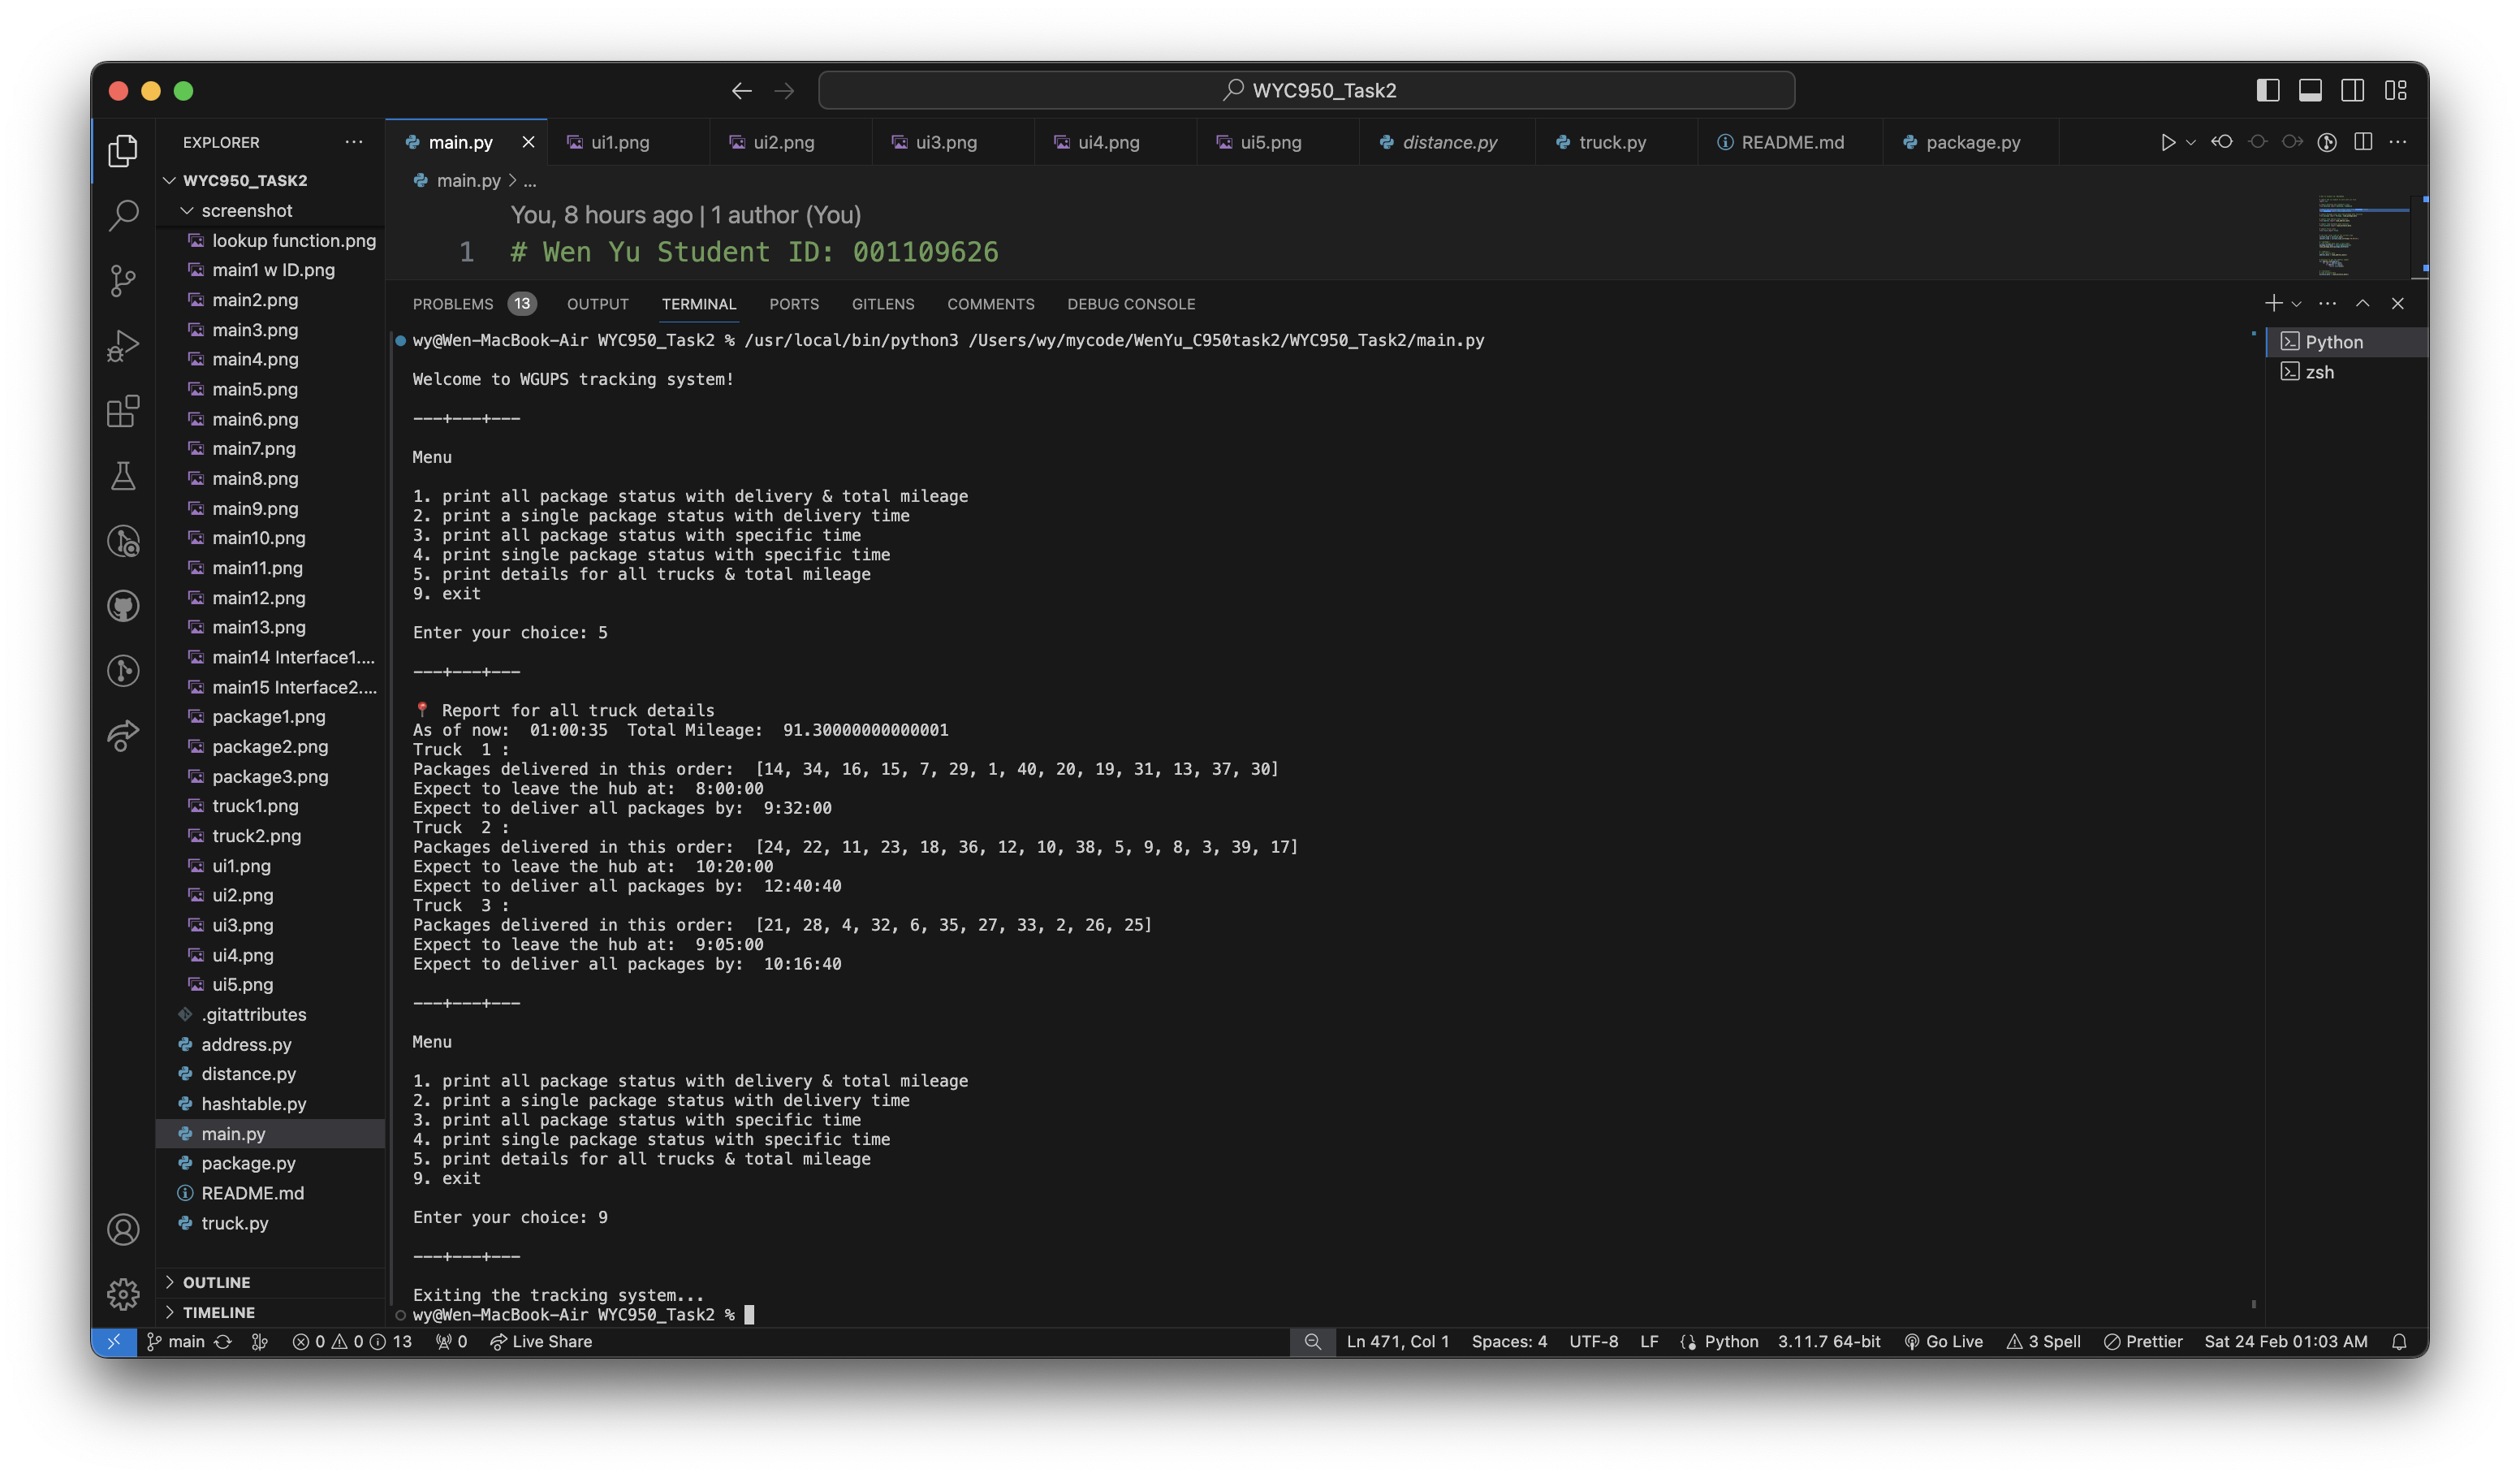 WYC950_Task2
EXPLORER
WYC950_TASK2
screenshot
lookup function.png
main1 w ID.png
main2.png
main3.png
main4.png
main5.png
main6.png
main7.png
main8.png
main9.png
main10.png
main11.png
main12.png
main13.png
main14 Interface1....
main15 Interface2....
package1.png
package2.png
package3.png
truck1.png
truck2.png
ui1.png
ui2.png
ui3.png
ui4.png
ui5.png
.gitattributes
address.py
distance.py
hashtable.py
main.py
package.py
README.md
truck.py
OUTLINE
TIMELINE
main.py ui1.png ui2.png ui3.png ui4.png ui5.png distance.py truck.py README.md package.py
main.py > ...
You, 8 hours ago | 1 author (You)
1 # Wen Yu Student ID: 001109626
PROBLEMS 13 OUTPUT TERMINAL PORTS GITLENS COMMENTS DEBUG CONSOLE
wy@Wen-MacBook-Air WYC950_Task2 % /usr/local/bin/python3 /Users/wy/mycode/WenYu_C950task2/WYC950_Task2/main.py
Welcome to WGUPS tracking system!
---+---+---
Menu
1. print all package status with delivery & total mileage
2. print a single package status with delivery time
3. print all package status with specific time
4. print single package status with specific time
5. print details for all trucks & total mileage
9. exit
Enter your choice: 5
---+---+---
📍 Report for all truck details
As of now:  01:00:35  Total Mileage:  91.30000000000001
Truck  1 :
Packages delivered in this order:  [14, 34, 16, 15, 7, 29, 1, 40, 20, 19, 31, 13, 37, 30]
Expect to leave the hub at:  8:00:00
Expect to deliver all packages by:  9:32:00
Truck  2 :
Packages delivered in this order:  [24, 22, 11, 23, 18, 36, 12, 10, 38, 5, 9, 8, 3, 39, 17]
Expect to leave the hub at:  10:20:00
Expect to deliver all packages by:  12:40:40
Truck  3 :
Packages delivered in this order:  [21, 28, 4, 32, 6, 35, 27, 33, 2, 26, 25]
Expect to leave the hub at:  9:05:00
Expect to deliver all packages by:  10:16:40
---+---+---
Menu
1. print all package status with delivery & total mileage
2. print a single package status with delivery time
3. print all package status with specific time
4. print single package status with specific time
5. print details for all trucks & total mileage
9. exit
Enter your choice: 9
---+---+---
Exiting the tracking system...
wy@Wen-MacBook-Air WYC950_Task2 %
Python
zsh
main 0 0 13 0 Live Share Ln 471, Col 1 Spaces: 4 UTF-8 LF Python 3.11.7 64-bit Go Live 3 Spell Prettier Sat 24 Feb 01:03 AM